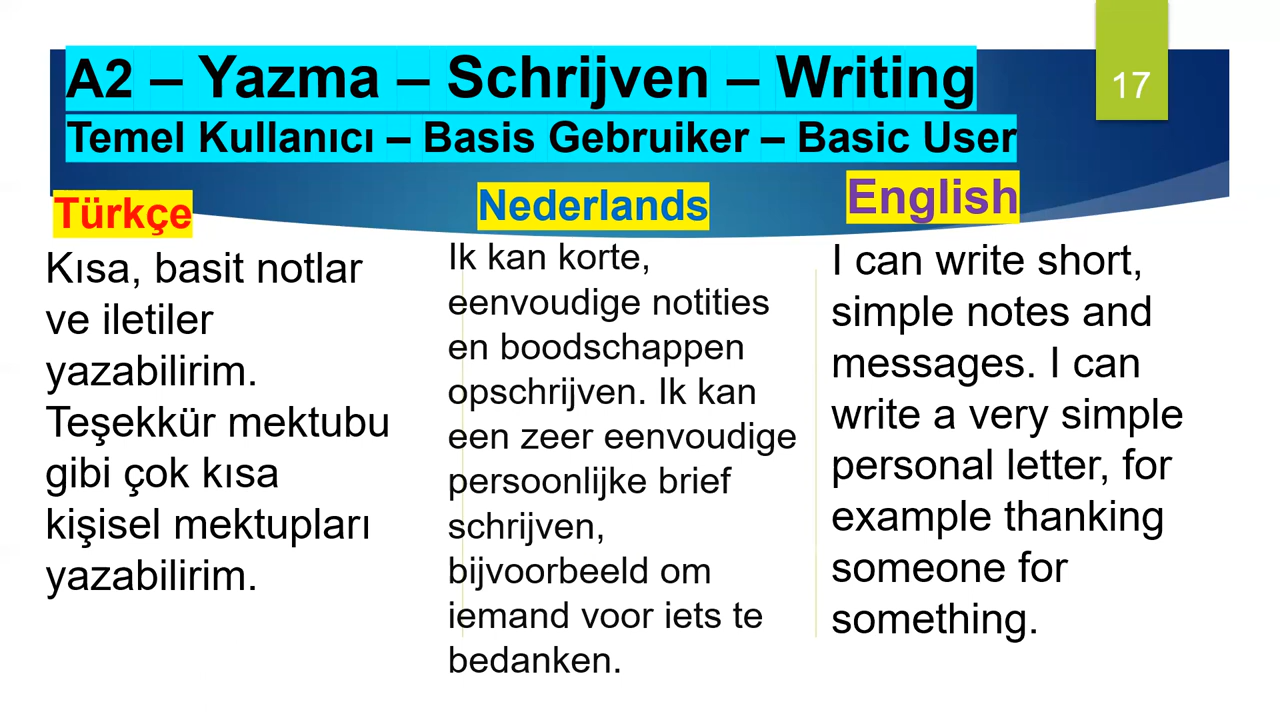 A2 – Yazma – Schrijven – Writing
Temel Kullanıcı – Basis Gebruiker – Basic User
17
Türkçe
Kısa, basit notlar
ve iletiler
yazabilirim.
Teşekkür mektubu
gibi çok kısa
kişisel mektupları
yazabilirim.
Nederlands
Ik kan korte,
eenvoudige notities
en boodschappen
opschrijven. Ik kan
een zeer eenvoudige
persoonlijke brief
schrijven,
bijvoorbeeld om
iemand voor iets te
bedanken.
English
I can write short,
simple notes and
messages. I can
write a very simple
personal letter, for
example thanking
someone for
something.